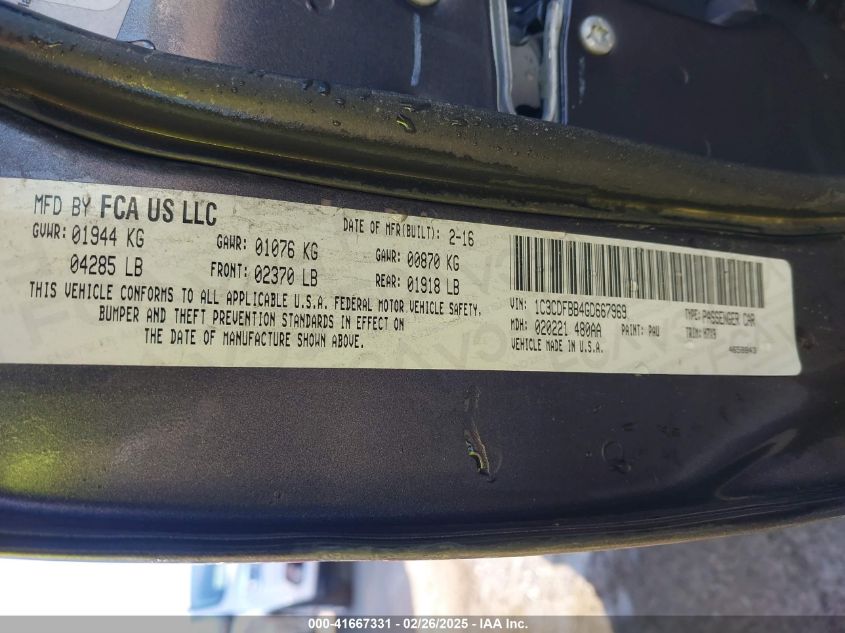 MFD BY FCA US LLC
DATE OF MFR(BUILT): 2-16
GVWR: 01944 KG
GAWR: 01076 KG
GAWR: 00870 KG
04285 LB
FRONT: 02370 LB
REAR: 01918 LB
THIS VEHICLE CONFORMS TO ALL APPLICABLE U.S.A. FEDERAL MOTOR VEHICLE SAFETY,
BUMPER AND THEFT PREVENTION STANDARDS IN EFFECT ON
THE DATE OF MANUFACTURE SHOWN ABOVE.
VIN: 1C3CDFBB4GD667969
TYPE: PASSENGER CAR
MDH: 020221 480AA
PAINT: PAU
TRIM: H7X9
VEHICLE MADE IN U.S.A.
000-41667331 - 02/26/2025 - IAA Inc.